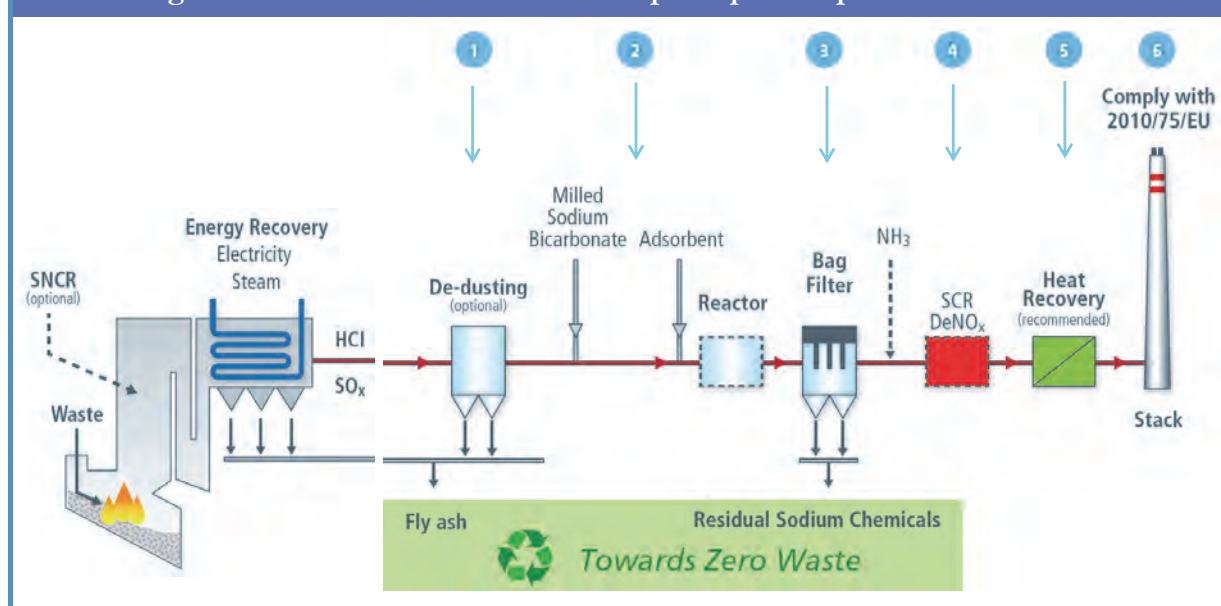 1 2 3 4 5 6
Comply with
2010/75/EU
Milled
Sodium
Bicarbonate
Adsorbent
NH3
Energy Recovery
Electricity
Steam
SNCR
(optional)
De-dusting
(optional)
Reactor
Bag
Filter
SCR
DeNOx
Heat
Recovery
(recommended)
HCl
SOx
Waste
Stack
Fly ash
Residual Sodium Chemicals
Towards Zero Waste